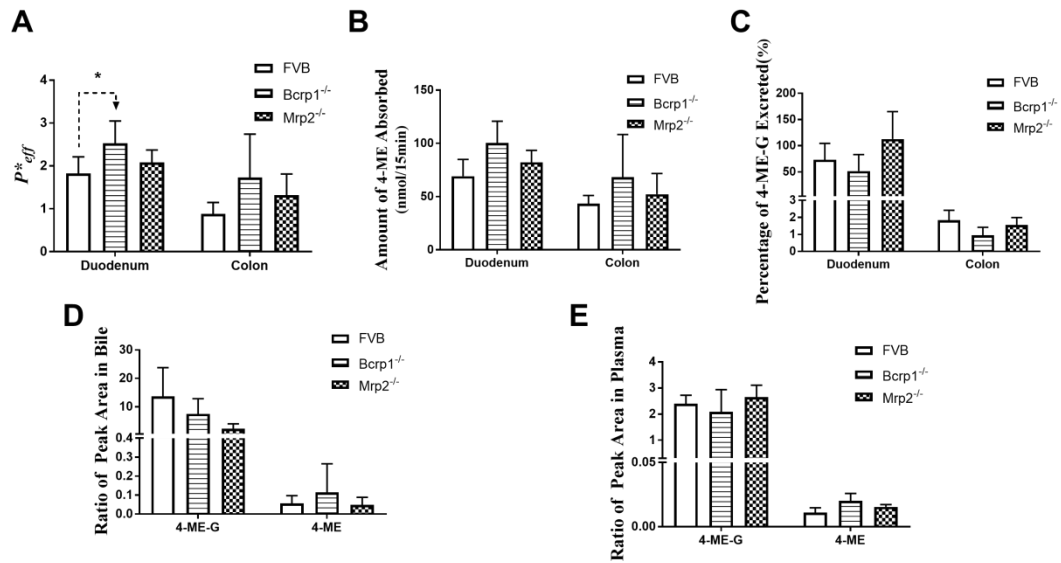 A
FVB
Bcrp1-/-
Mrp2-/-
*
P*eff
4
3
2
1
0
Duodenum
Colon
B
FVB
Bcrp1-/-
Mrp2-/-
Amount of 4-ME Absorbed
(nmol/15min)
150
100
50
0
Duodenum
Colon
C
FVB
Bcrp1-/-
Mrp2-/-
Percentage of 4-ME-G Excreted(%)
200
150
100
50
3
2
1
0
Duodenum
Colon
D
FVB
Bcrp1-/-
Mrp2-/-
Ratio of Peak Area in Bile
30
20
10
0.4
0.3
0.2
0.1
0.0
4-ME-G
4-ME
E
FVB
Bcrp1-/-
Mrp2-/-
Ratio of Peak Area in Plasma
4
3
2
1
0.05
0.00
4-ME-G
4-ME